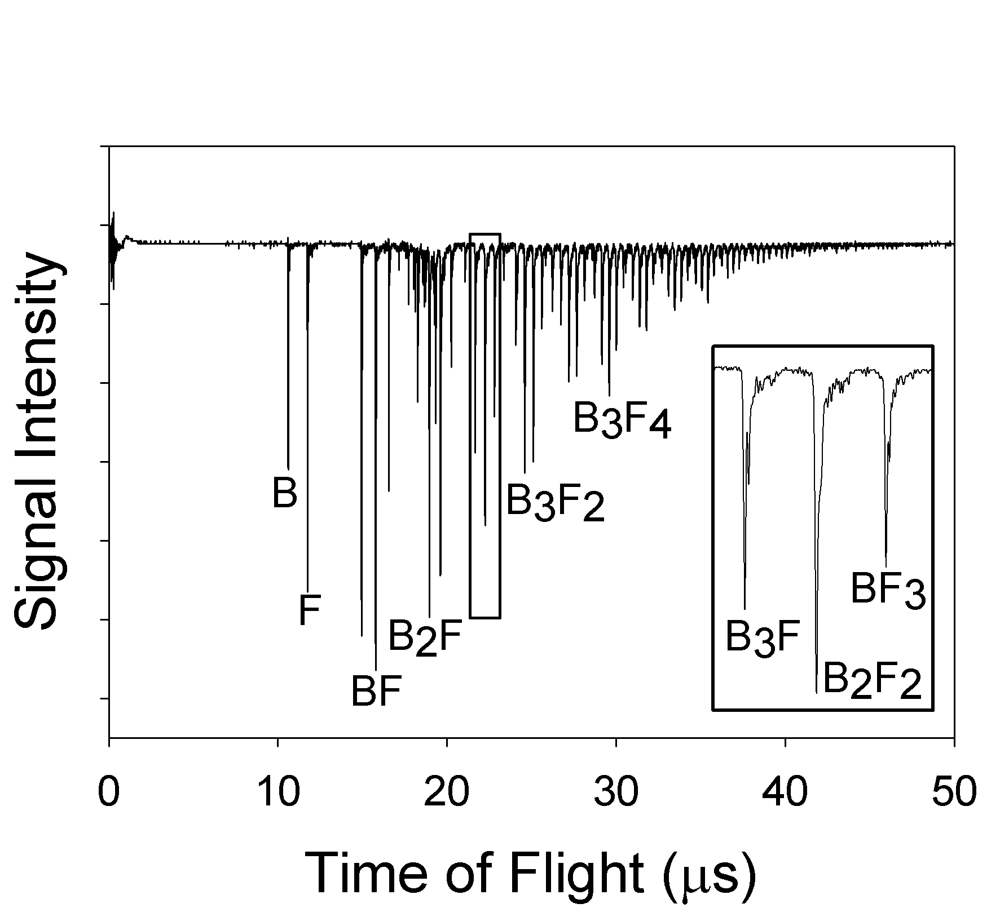 Signal Intensity
B
F
BF
B2F
B3F2
B3F4
B3F
B2F2
BF3
0 10 20 30 40 50
Time of Flight (μs)